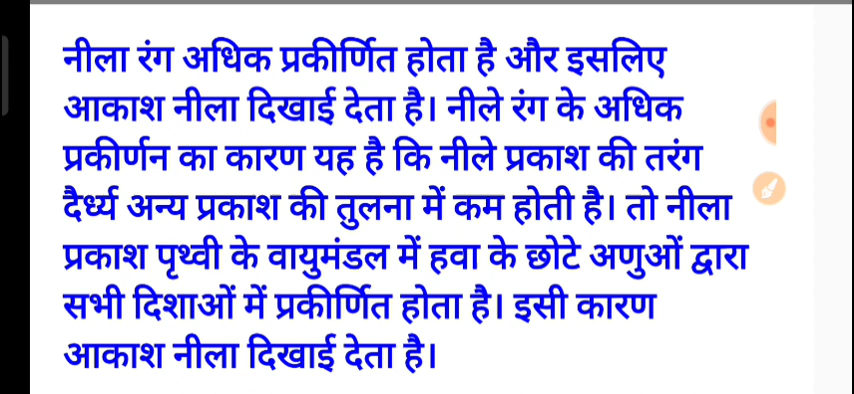 नीला रंग अधिक प्रकीर्णित होता है और इसलिए
आकाश नीला दिखाई देता है। नीले रंग के अधिक
प्रकीर्णन का कारण यह है कि नीले प्रकाश की तरंग
दैर्ध्य अन्य प्रकाश की तुलना में कम होती है। तो नीला
प्रकाश पृथ्वी के वायुमंडल में हवा के छोटे अणुओं द्वारा
सभी दिशाओं में प्रकीर्णित होता है। इसी कारण
आकाश नीला दिखाई देता है।